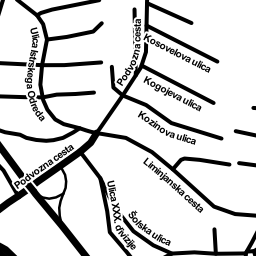 Ulica Istrskega Odreda
Podvozna cesta
Kosovelova ulica
Kogojeva ulica
Kozinova ulica
Podvozna cesta
Liminjanska cesta
Ulica XXX. divizije
Šolska ulica